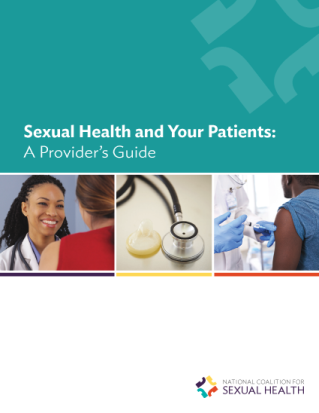 Sexual Health and Your Patients:
A Provider's Guide
NATIONAL COALITION FOR
SEXUAL HEALTH